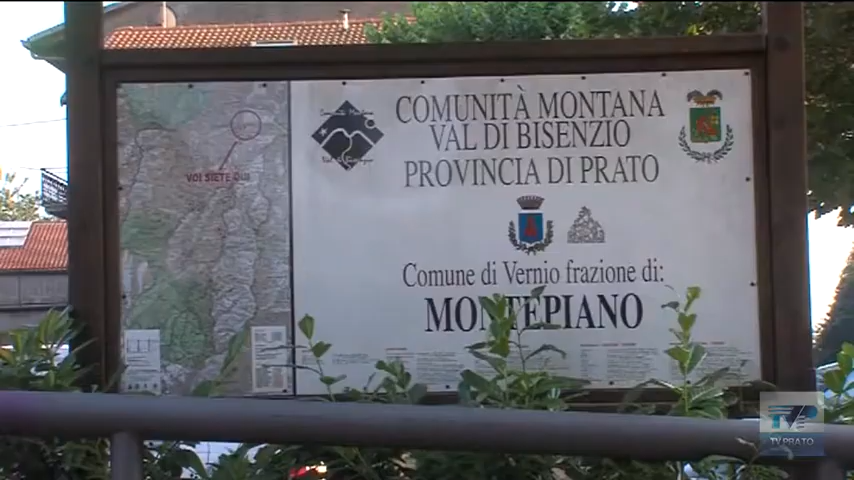 COMUNITÀ MONTANA
VAL DI BISENZIO
PROVINCIA DI PRATO
VOI SIETE QUI
Comune di Vernio frazione di:
MONTEPIANO
TVP
TV PRATO